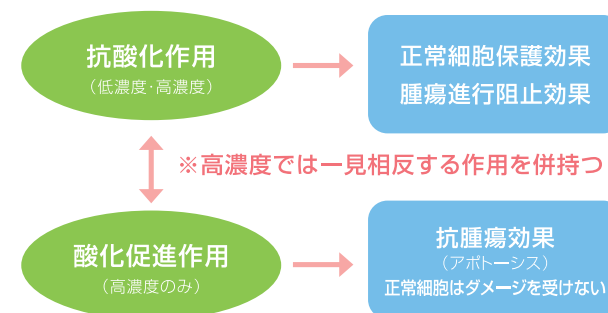 抗酸化作用
（低濃度・高濃度）
正常細胞保護効果
腫瘍進行阻止効果
※高濃度では一見相反する作用を併持つ
酸化促進作用
（高濃度のみ）
抗腫瘍効果
（アポトーシス）
正常細胞はダメージを受けない